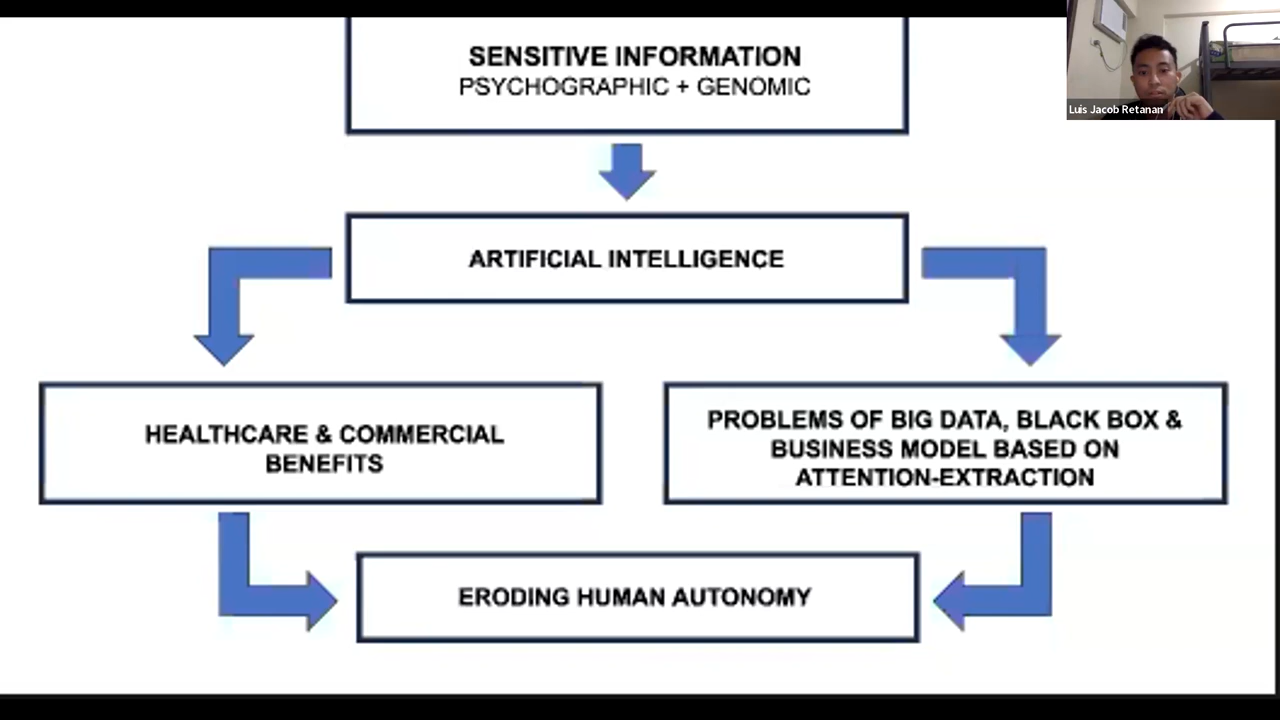 SENSITIVE INFORMATION
PSYCHOGRAPHIC + GENOMIC
Luis Jacob Retanan
ARTIFICIAL INTELLIGENCE
HEALTHCARE & COMMERCIAL
BENEFITS
PROBLEMS OF BIG DATA, BLACK BOX &
BUSINESS MODEL BASED ON
ATTENTION-EXTRACTION
ERODING HUMAN AUTONOMY